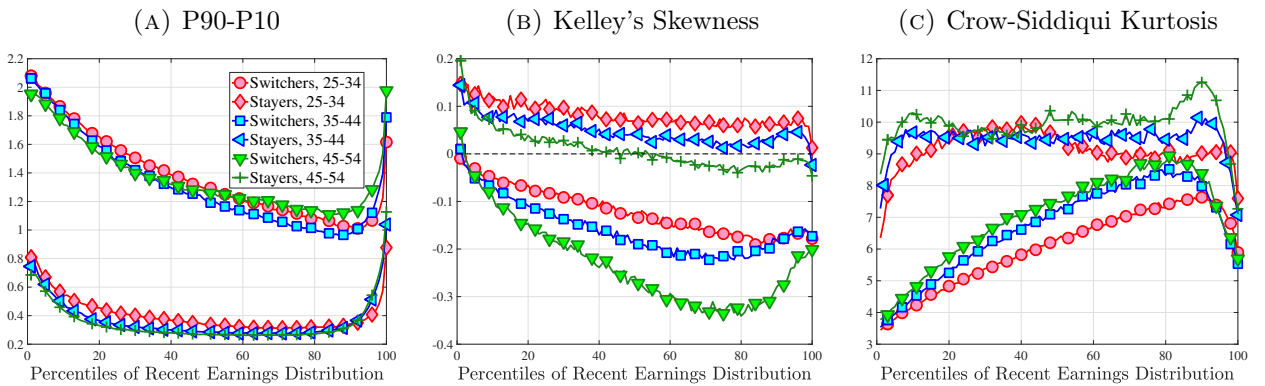 (A) P90-P10
2.2
2
1.8
1.6
1.4
1.2
1
0.8
0.6
0.4
0.2
0 20 40 60 80 100
Switchers, 25-34
Stayers, 25-34
Switchers, 35-44
Stayers, 35-44
Switchers, 45-54
Stayers, 45-54
Percentiles of Recent Earnings Distribution
(B) Kelley's Skewness
0.2
0.1
0
-0.1
-0.2
-0.3
-0.4
0 20 40 60 80 100
Percentiles of Recent Earnings Distribution
(C) Crow-Siddiqui Kurtosis
12
11
10
9
8
7
6
5
4
3
0 20 40 60 80 100
Percentiles of Recent Earnings Distribution